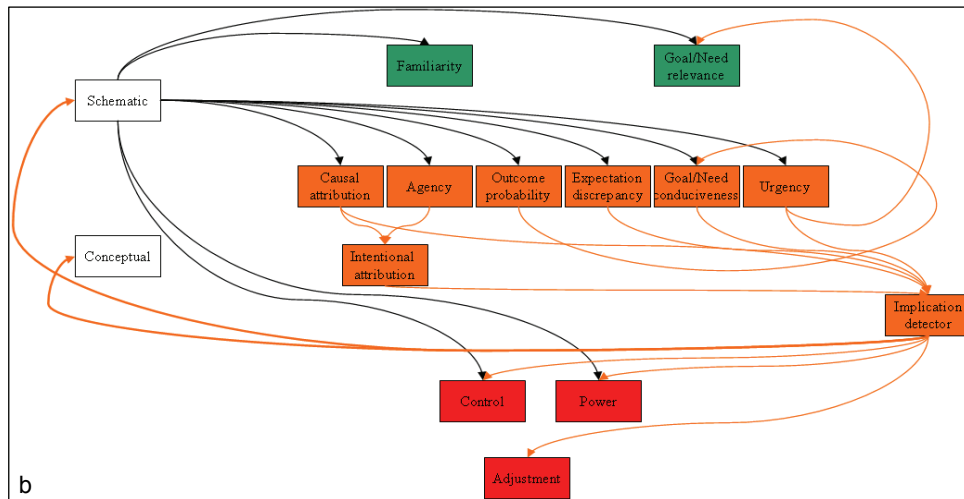 Familiarity
Goal/Need
relevance
Schematic
Causal
attribution
Agency
Outcome
probability
Expectation
discrepancy
Goal/Need
conduciveness
Urgency
Conceptual
Intentional
attribution
Implication
detector
Control
Power
Adjustment
b